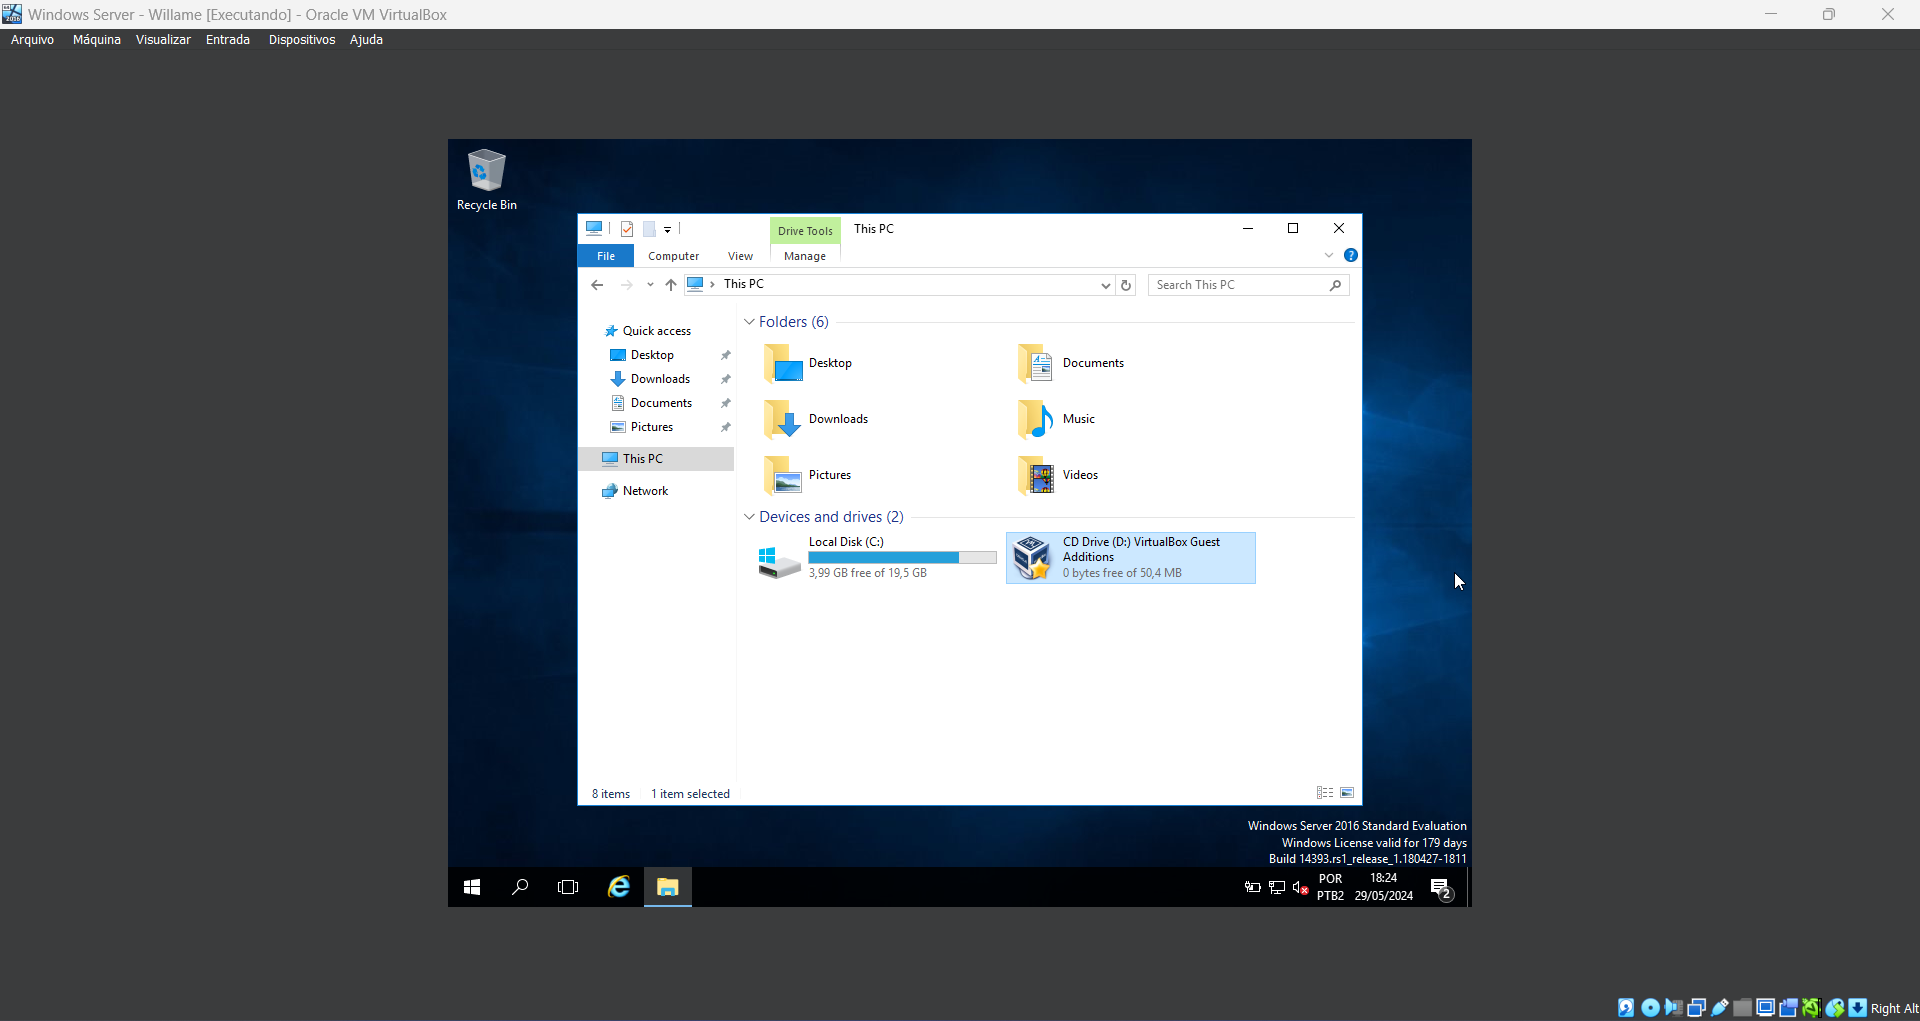 Windows Server - Willame [Executando] - Oracle VM VirtualBox
Arquivo Máquina Visualizar Entrada Dispositivos Ajuda
Recycle Bin
Drive Tools This PC
File Computer View Manage
This PC
Search This PC
Quick access
Desktop
Downloads
Documents
Pictures
This PC
Network
Folders (6)
Desktop
Documents
Downloads
Music
Pictures
Videos
Devices and drives (2)
Local Disk (C:)
3,99 GB free of 19,5 GB
CD Drive (D:) VirtualBox Guest
Additions
0 bytes free of 50,4 MB
8 items 1 item selected
Windows Server 2016 Standard Evaluation
Windows License valid for 179 days
Build 14393.rs1_release_1.180427-1811
POR 18:24
PTB2 29/05/2024
2
Right Alt